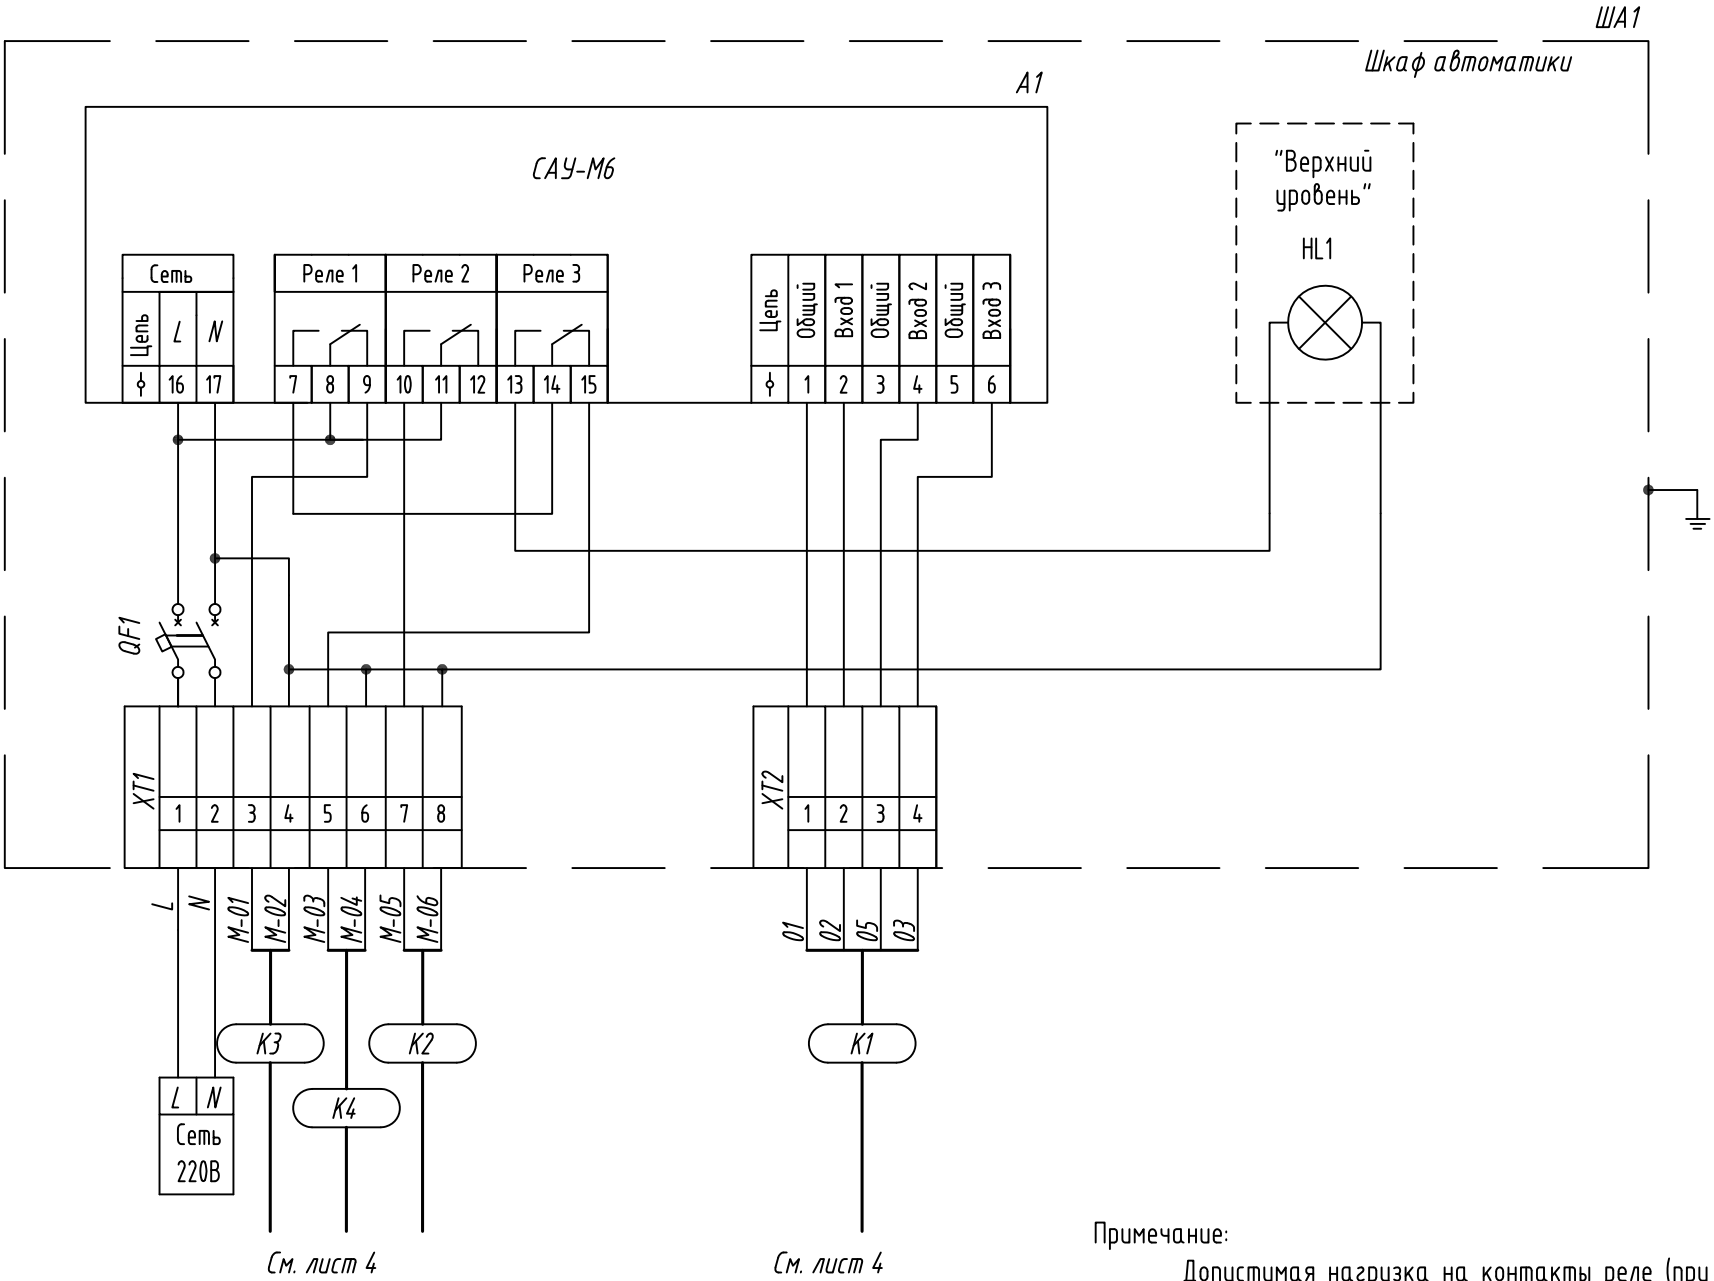 ША1
Шкаф автоматики
А1
САУ-М6
"Верхний
уровень"
HL1
Сеть
Цепь
L
N
16
17
Реле 1
Реле 2
Реле 3
7
8
9
10
11
12
13
14
15
Цепь
Общий
Вход 1
Общий
Вход 2
Общий
Вход 3
1
2
3
4
5
6
QF1
XT1
1
2
3
4
5
6
7
8
XT2
1
2
3
4
L
N
М-01
М-02
М-03
М-04
М-05
М-06
01
02
05
03
К3
К2
К1
К4
L
N
Сеть
220В
См. лист 4
См. лист 4
Примечание:
Допустимая нагрузка на контакты реле (при